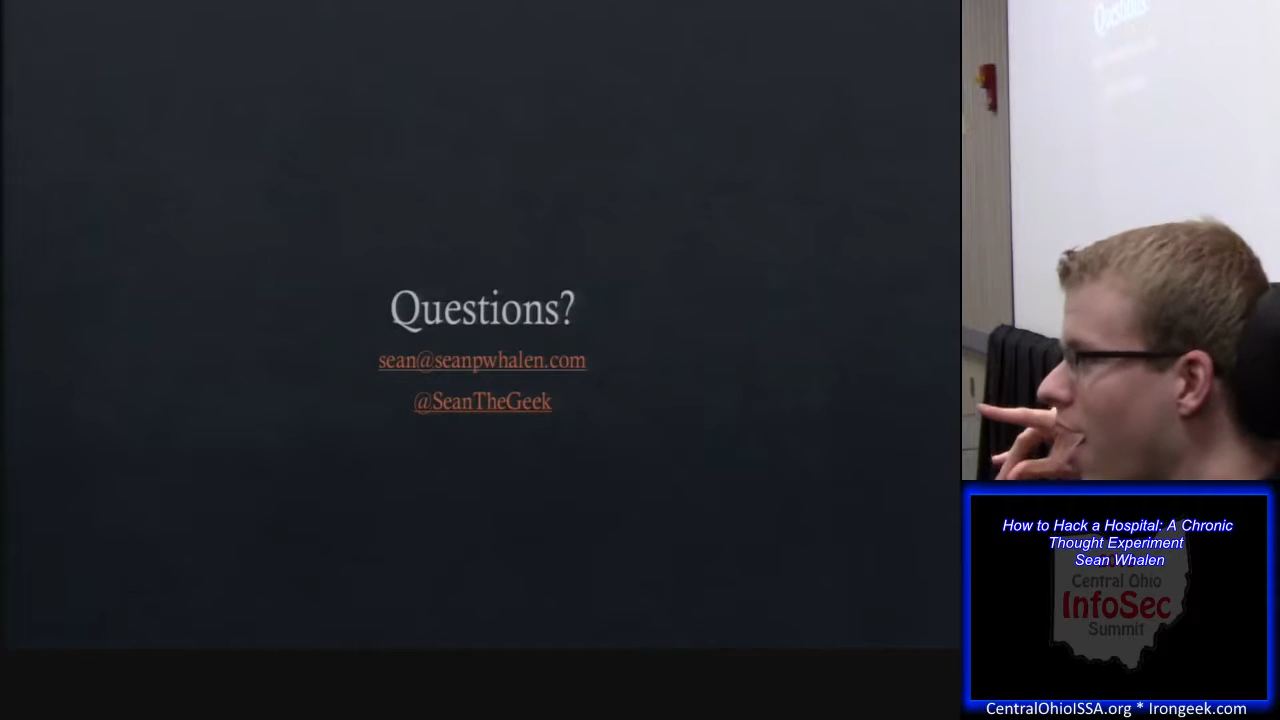 Questions?
sean@seanpwhalen.com
@SeanTheGeek
Questions
How to Hack a Hospital: A Chronic
Thought Experiment
Sean Whalen
Central Ohio
InfoSec
Summit
CentralOhioISSA.org * Irongeek.com